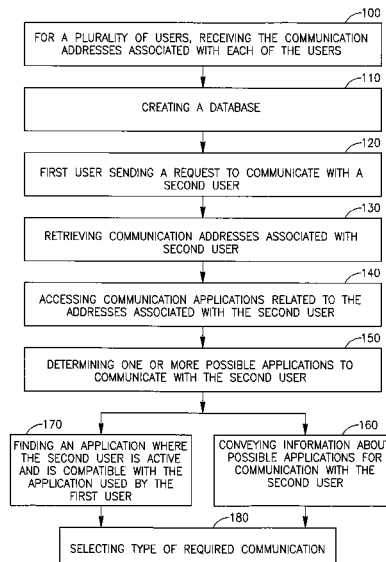 100
FOR A PLURALITY OF USERS, RECEIVING THE COMMUNICATION
ADDRESSES ASSOCIATED WITH EACH OF THE USERS
110
CREATING A DATABASE
120
FIRST USER SENDING A REQUEST TO COMMUNICATE WITH A
SECOND USER
130
RETRIEVING COMMUNICATION ADDRESSES ASSOCIATED WITH
SECOND USER
140
ACCESSING COMMUNICATION APPLICATIONS RELATED TO THE
ADDRESSES ASSOCIATED WITH THE SECOND USER
150
DETERMINING ONE OR MORE POSSIBLE APPLICATIONS TO
COMMUNICATE WITH THE SECOND USER
170
FINDING AN APPLICATION WHERE
THE SECOND USER IS ACTIVE
AND IS COMPATIBLE WITH THE
APPLICATION USED BY THE
FIRST USER
160
CONVEYING INFORMATION ABOUT
POSSIBLE APPLICATIONS FOR
COMMUNICATION WITH THE
SECOND USER
180
SELECTING TYPE OF REQUIRED COMMUNICATION